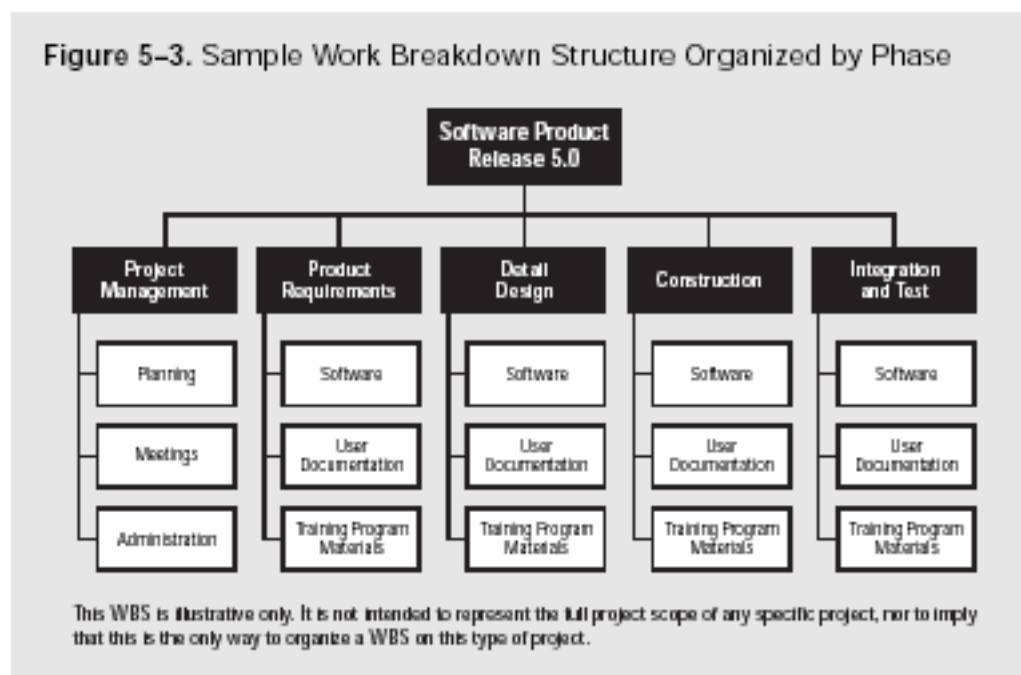 Figure 5–3. Sample Work Breakdown Structure Organized by Phase
Software Product
Release 5.0
Project
Management
Product
Requirements
Detail
Design
Construction
Integration
and Test
Planning
Software
Software
Software
Software
Meetings
User
Documentation
User
Documentation
User
Documentation
User
Documentation
Administration
Training Program
Materials
Training Program
Materials
Training Program
Materials
Training Program
Materials
This WBS is illustrative only. It is not intended to represent the full project scope of any specific project, nor to imply
that this is the only way to organize a WBS on this type of project.